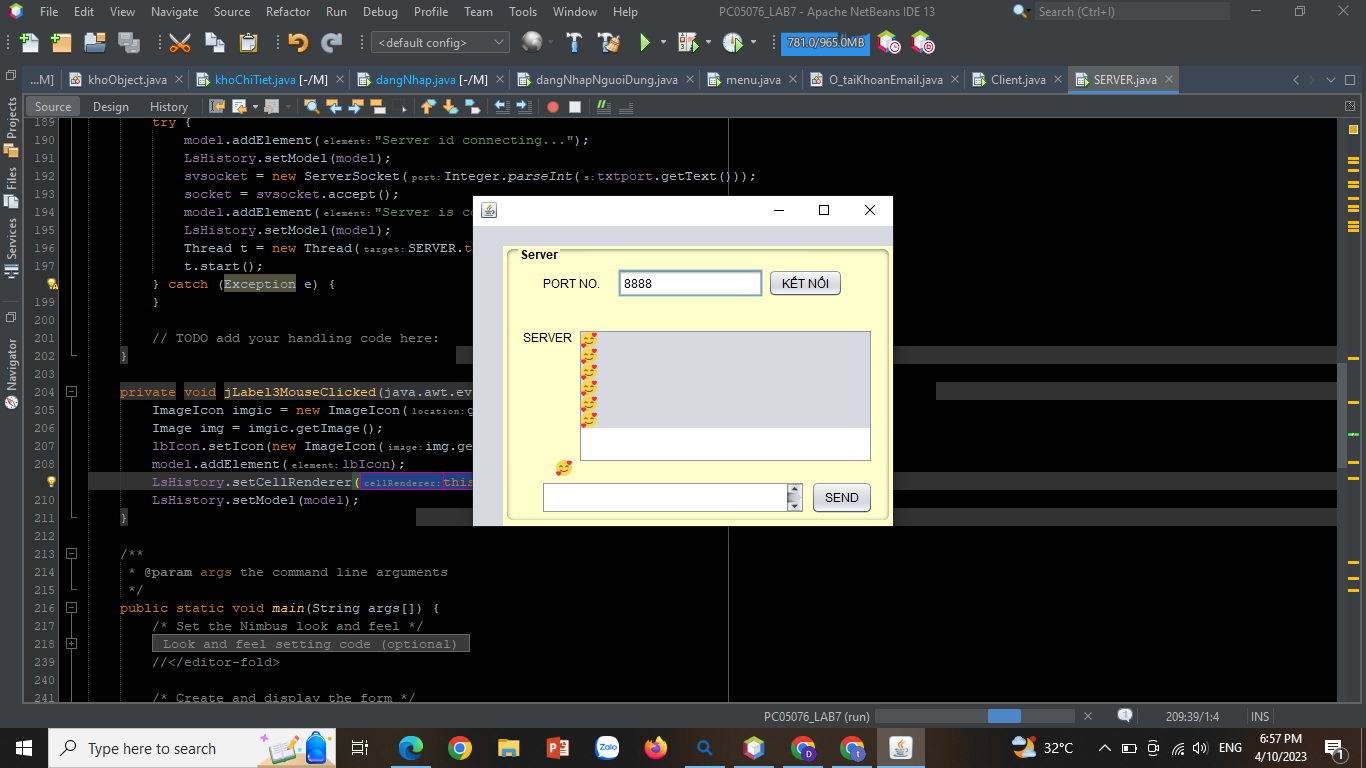 File Edit View Navigate Source Refactor Run Debug Profile Team Tools Window Help PC05076_LAB7 - Apache NetBeans IDE 13 Search (Ctrl+I)
<default config> 781.0/965.0MB
...M] khoObject.java khoChiTiet.java [-/M] dangNhap.java [-/M] dangNhapNguoiDung.java menu.java O_taiKhoanEmail.java Client.java SERVER.java
Source Design History
Projects
Files
Services
Navigator
189 try {
190 model.addElement( element: "Server id connecting...");
191 LsHistory.setModel(model);
192 svsocket = new ServerSocket( port: Integer.parseInt( s: txtport.getText()));
193 socket = svsocket.accept();
194 model.addElement( element: "Server is c
195 LsHistory.setModel(model);
196 Thread t = new Thread( target: SERVER.t
197 t.start();
} catch (Exception e) {
199 }
200
201 // TODO add your handling code here:
202 }
203
204 private void jLabel3MouseClicked(java.awt.ev
205 ImageIcon imgic = new ImageIcon( location: g
206 Image img = imgic.getImage();
207 lbIcon.setIcon(new ImageIcon( image: img.ge
208 model.addElement( element: lbIcon);
LsHistory.setCellRenderer( cellRenderer: this
210 LsHistory.setModel(model);
211 }
212
213 /**
214 * @param args the command line arguments
215 */
216 public static void main(String args[]) {
217 /* Set the Nimbus look and feel */
218 Look and feel setting code (optional)
239 //</editor-fold>
240
241 /* Create and display the form */
Server
PORT NO. 8888 KẾT NỐI
SERVER
SEND
PC05076_LAB7 (run) 1 209:39/1:4 INS
Type here to search Zalo D t 32°C ENG 6:57 PM
4/10/2023 1